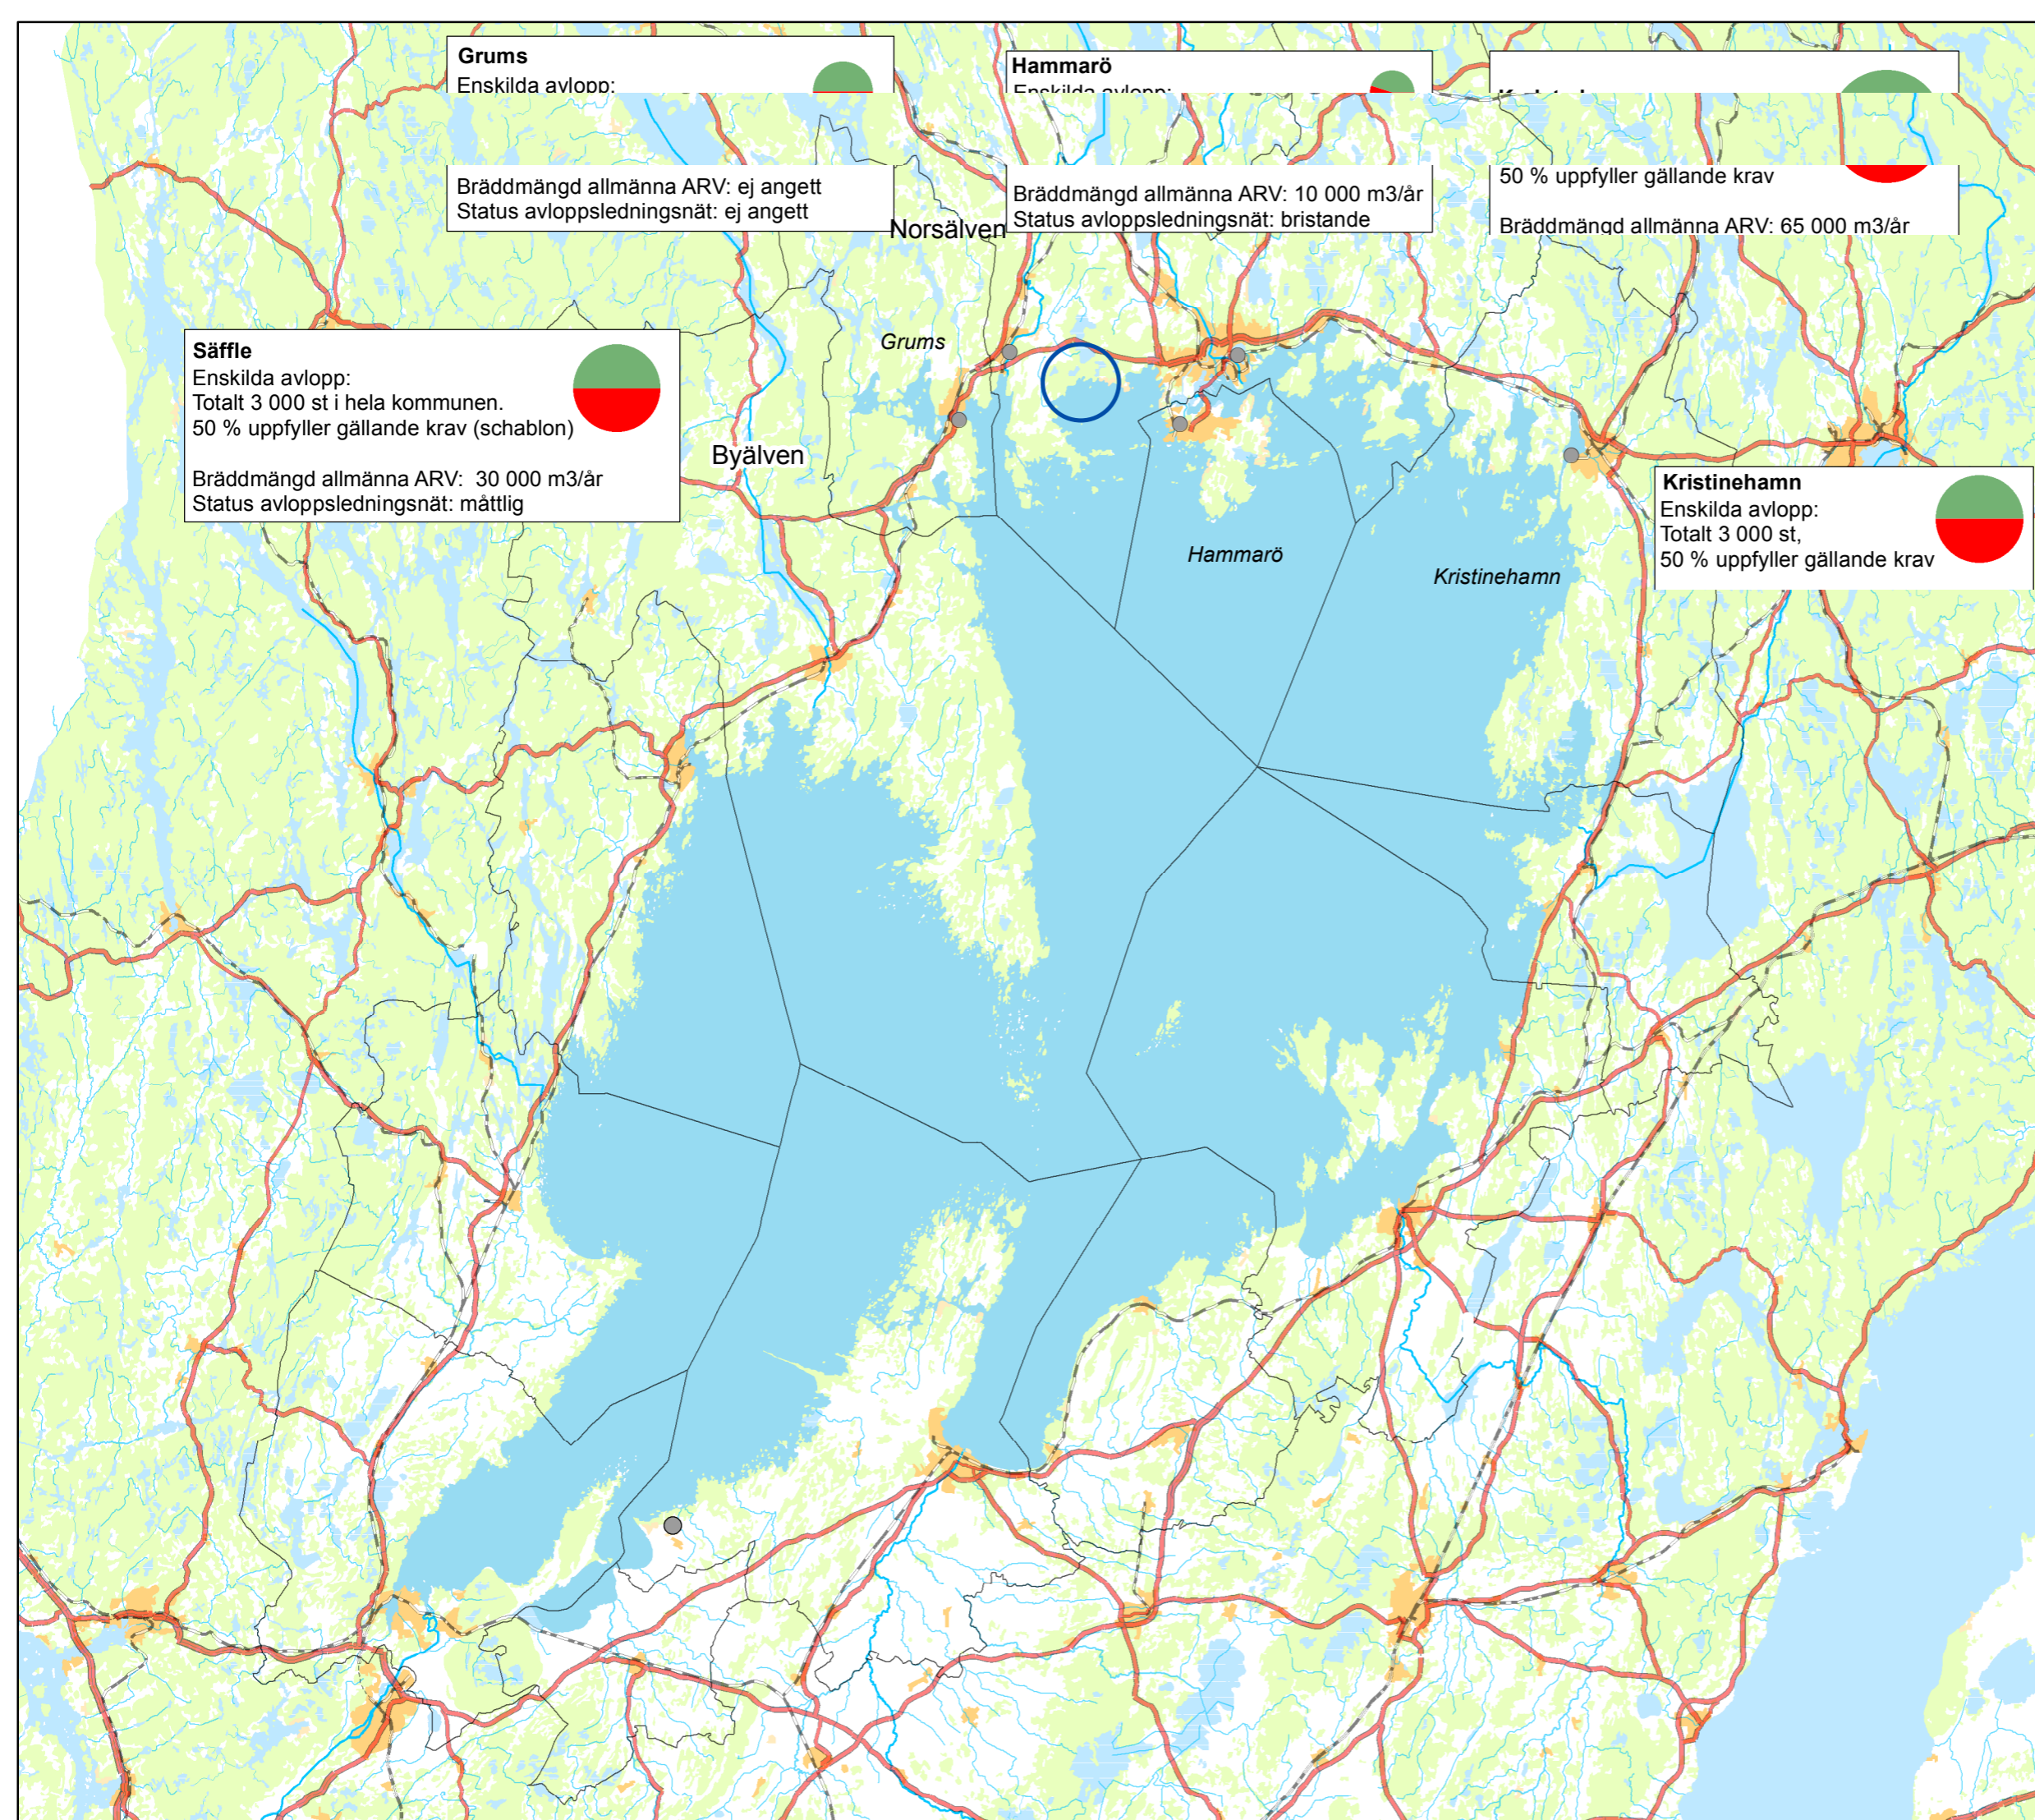 Grums
Enskilda avlopp:
Bräddmängd allmänna ARV: ej angett
Status avloppsledningsnät: ej angett
Hammarö
Enskilda avlopp:
Bräddmängd allmänna ARV: 10 000 m3/år
Status avloppsledningsnät: bristande
50 % uppfyller gällande krav
Bräddmängd allmänna ARV: 65 000 m3/år
Norsälven
Grums
Säffle
Enskilda avlopp:
Totalt 3 000 st i hela kommunen.
50 % uppfyller gällande krav (schablon)
Bräddmängd allmänna ARV: 30 000 m3/år
Status avloppsledningsnät: måttlig
Byälven
Kristinehamn
Enskilda avlopp:
Totalt 3 000 st,
50 % uppfyller gällande krav
Hammarö
Kristinehamn